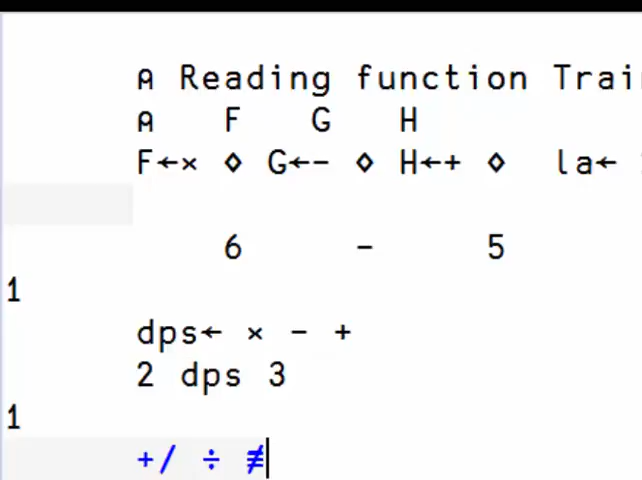 ⍝ Reading function Trai
⍝ F G H
F←× ⋄ G←- ⋄ H←+ ⋄ la←
6 - 5
1
dps← × - +
2 dps 3
1
+/ ÷ ≢